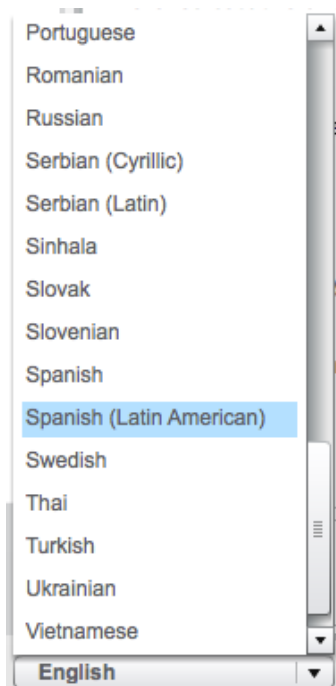 Portuguese
Romanian
Russian
Serbian (Cyrillic)
Serbian (Latin)
Sinhala
Slovak
Slovenian
Spanish
Spanish (Latin American)
Swedish
Thai
Turkish
Ukrainian
Vietnamese
English